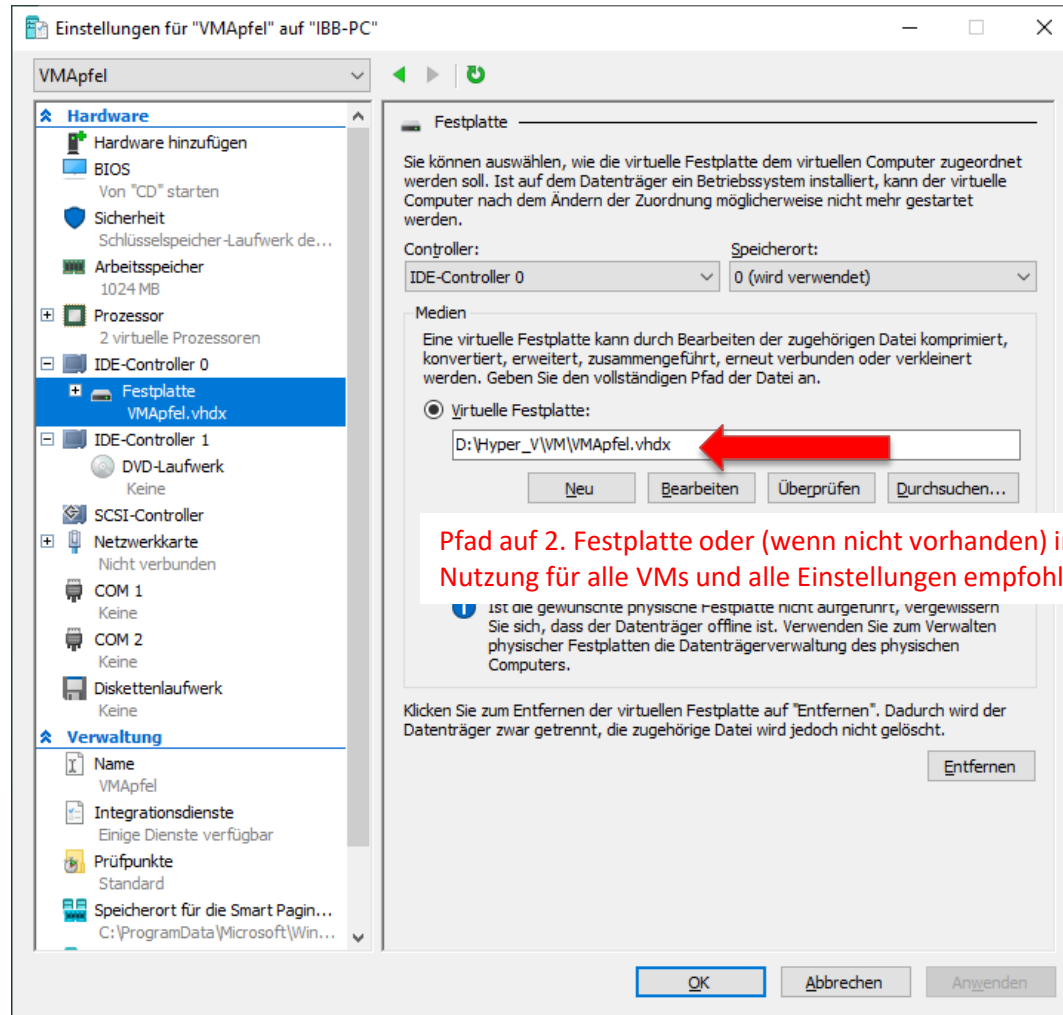 Einstellungen für "VMApfel" auf "IBB-PC"
VMApfel
Hardware
Hardware hinzufügen
BIOS
Von "CD" starten
Sicherheit
Schlüsselspeicher-Laufwerk de...
Arbeitsspeicher
1024 MB
Prozessor
2 virtuelle Prozessoren
IDE-Controller 0
Festplatte
VMApfel.vhdx
IDE-Controller 1
DVD-Laufwerk
Keine
SCSI-Controller
Netzwerkkarte
Nicht verbunden
COM 1
Keine
COM 2
Keine
Diskettenlaufwerk
Keine
Verwaltung
Name
VMApfel
Integrationsdienste
Einige Dienste verfügbar
Prüfpunkte
Standard
Speicherort für die Smart Pagin...
C:\ProgramData\Microsoft\Win...
Festplatte
Sie können auswählen, wie die virtuelle Festplatte dem virtuellen Computer zugeordnet
werden soll. Ist auf dem Datenträger ein Betriebssystem installiert, kann der virtuelle
Computer nach dem Ändern der Zuordnung möglicherweise nicht mehr gestartet
werden.
Controller:
Speicherort:
IDE-Controller 0
0 (wird verwendet)
Medien
Eine virtuelle Festplatte kann durch Bearbeiten der zugehörigen Datei komprimiert,
konvertiert, erweitert, zusammengeführt, erneut verbunden oder verkleinert
werden. Geben Sie den vollständigen Pfad der Datei an.
Virtuelle Festplatte:
D:\Hyper_V\VM\VMApfel.vhdx
Neu
Bearbeiten
Überprüfen
Durchsuchen...
Pfad auf 2. Festplatte oder (wenn nicht vorhanden) i
Nutzung für alle VMs und alle Einstellungen empfohl
Ist die gewünschte physische Festplatte nicht aufgeführt, vergewissern
Sie sich, dass der Datenträger offline ist. Verwenden Sie zum Verwalten
physischer Festplatten die Datenträgerverwaltung des physischen
Computers.
Klicken Sie zum Entfernen der virtuellen Festplatte auf "Entfernen". Dadurch wird der
Datenträger zwar getrennt, die zugehörige Datei wird jedoch nicht gelöscht.
Entfernen
OK
Abbrechen
Anwenden